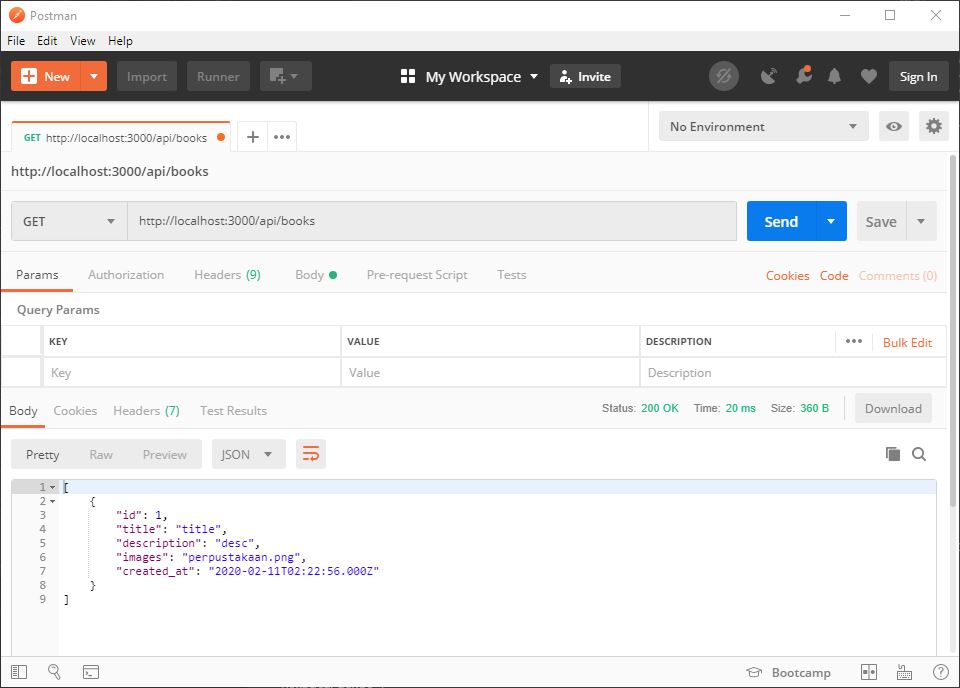 Postman
File Edit View Help
New Import Runner My Workspace Invite Sign In
GET http://localhost:3000/api/books + ••• No Environment
http://localhost:3000/api/books
GET http://localhost:3000/api/books Send Save
Params Authorization Headers (9) Body Pre-request Script Tests Cookies Code Comments (0)
Query Params
KEY VALUE DESCRIPTION ••• Bulk Edit
Key Value Description
Body Cookies Headers (7) Test Results Status: 200 OK Time: 20 ms Size: 360 B Download
Pretty Raw Preview JSON
1 [
2 {
3 "id": 1,
4 "title": "title",
5 "description": "desc",
6 "images": "perpustakaan.png",
7 "created_at": "2020-02-11T02:22:56.000Z"
8 }
9 ]
Bootcamp